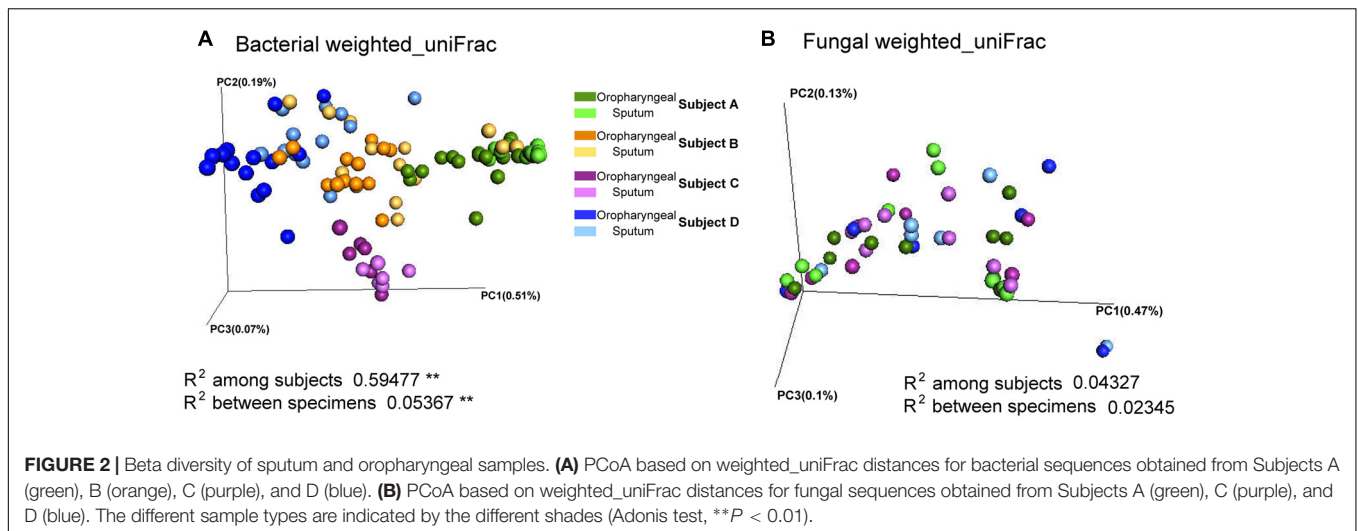 A Bacterial weighted_uniFrac
PC2(0.19%)
PC1(0.51%)
PC3(0.07%)
R² among subjects 0.59477 **
R² between specimens 0.05367 **
Oropharyngeal Subject A
Sputum
Oropharyngeal Subject B
Sputum
Oropharyngeal Subject C
Sputum
Oropharyngeal Subject D
Sputum
B Fungal weighted_uniFrac
PC2(0.13%)
PC1(0.47%)
PC3(0.1%)
R² among subjects 0.04327
R² between specimens 0.02345
FIGURE 2 | Beta diversity of sputum and oropharyngeal samples. (A) PCoA based on weighted_uniFrac distances for bacterial sequences obtained from Subjects A
(green), B (orange), C (purple), and D (blue). (B) PCoA based on weighted_uniFrac distances for fungal sequences obtained from Subjects A (green), C (purple), and
D (blue). The different sample types are indicated by the different shades (Adonis test, **P < 0.01).